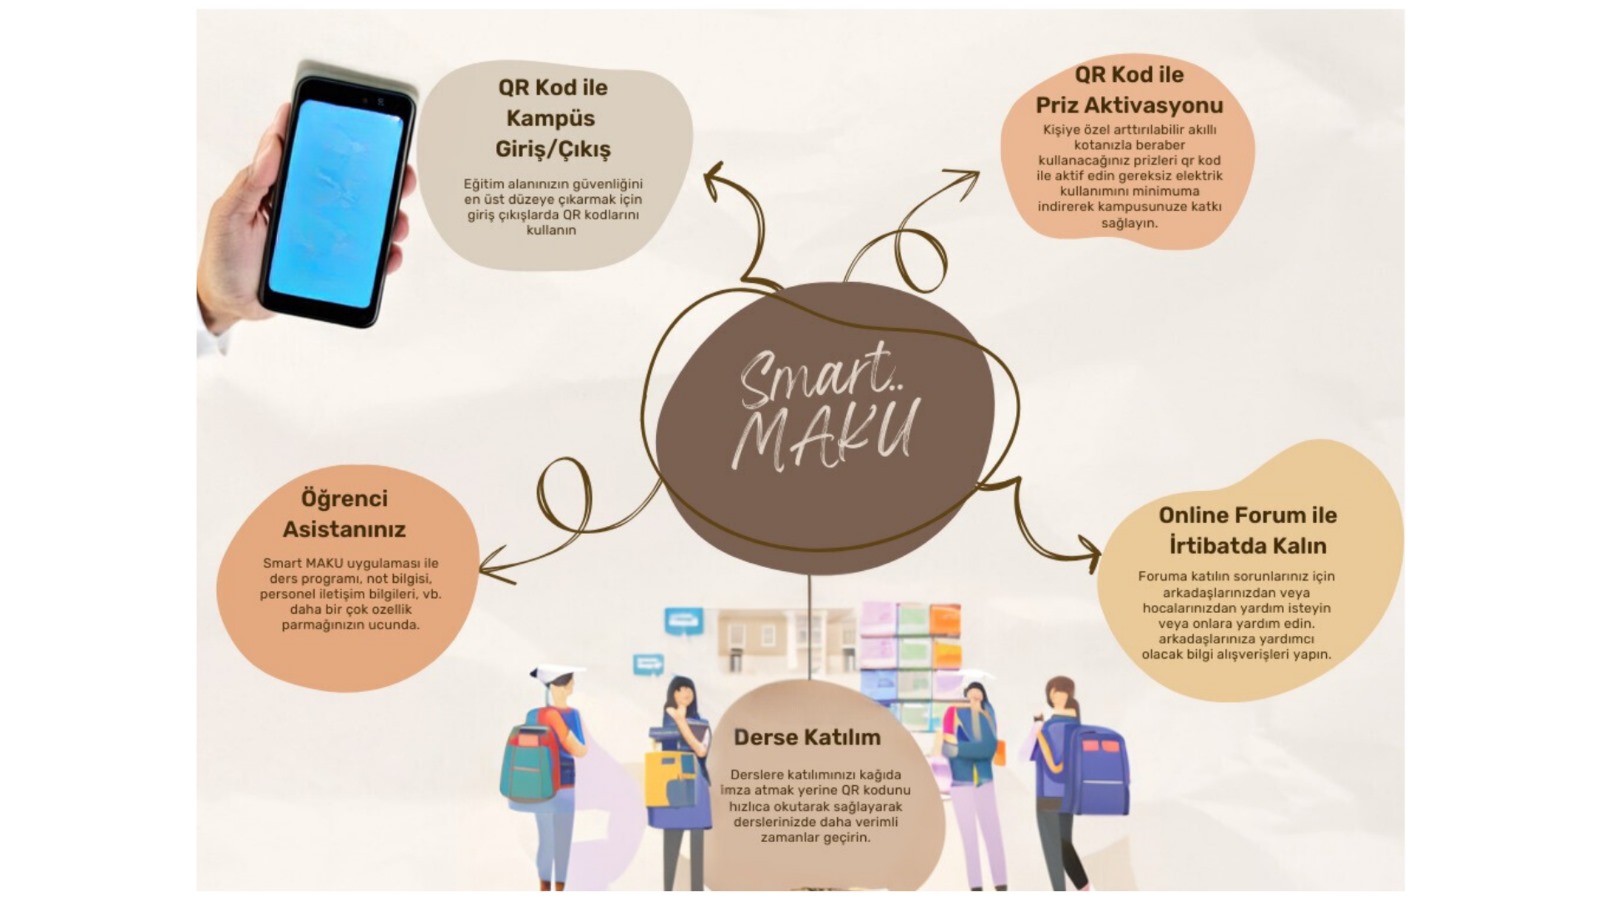 QR Kod ile
Kampüs
Giriş/Çıkış
Eğitim alanınızın güvenliğini
en üst düzeye çıkarmak için
giriş çıkışlarda QR kodlarını
kullanın
QR Kod ile
Priz Aktivasyonu
Kişiye özel arttırılabilir akıllı
kotanızla beraber
kullanacağınız prizleri qr kod
ile aktif edin gereksiz elektrik
kullanımını minimuma
indirerek kampusunuze katkı
sağlayın.
Smart..
MAKU
Öğrenci
Asistanınız
Smart MAKU uygulaması ile
ders programı, not bilgisi,
personel iletişim bilgileri, vb.
daha bir çok ozellik
parmağınızın ucunda.
Online Forum ile
İrtibatda Kalın
Foruma katılın sorunlarınız için
arkadaşlarınızdan veya
hocalarınızdan yardım isteyin
veya onlara yardım edin.
arkadaşlarınıza yardımcı
olacak bilgi alışverişleri yapın.
Derse Katılım
Derslere katılımınızı kağıda
imza atmak yerine QR kodunu
hızlıca okutarak sağlayarak
derslerinizde daha verimli
zamanlar geçirin.